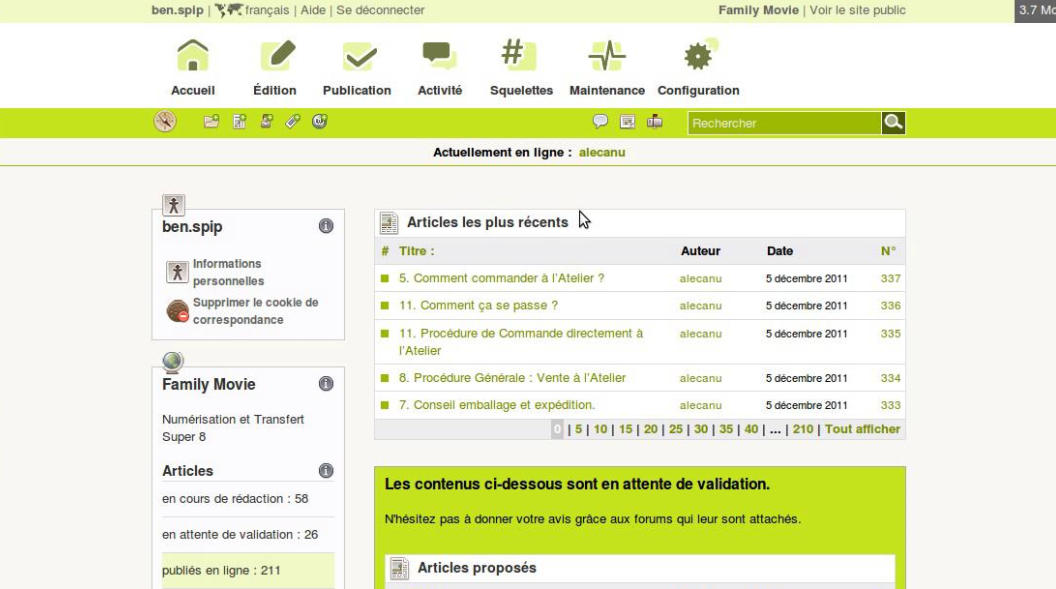 ben.spip | français | Aide | Se déconnecter
Family Movie | Voir le site public
3.7 Mo
Accueil
Édition
Publication
Activité
Squelettes
Maintenance
Configuration
Rechercher
Actuellement en ligne : alecanu
ben.spip
Informations
personnelles
Supprimer le cookie de
correspondance
Family Movie
Numérisation et Transfert
Super 8
Articles
en cours de rédaction : 58
en attente de validation : 26
publiés en ligne : 211
Articles les plus récents
# Titre : Auteur Date N°
5. Comment commander à l'Atelier ? alecanu 5 décembre 2011 337
11. Comment ça se passe ? alecanu 5 décembre 2011 336
11. Procédure de Commande directement à alecanu 5 décembre 2011 335
l'Atelier
8. Procédure Générale : Vente à l'Atelier alecanu 5 décembre 2011 334
7. Conseil emballage et expédition. alecanu 5 décembre 2011 333
0 | 5 | 10 | 15 | 20 | 25 | 30 | 35 | 40 | ... | 210 | Tout afficher
Les contenus ci-dessous sont en attente de validation.
N'hésitez pas à donner votre avis grâce aux forums qui leur sont attachés.
Articles proposés